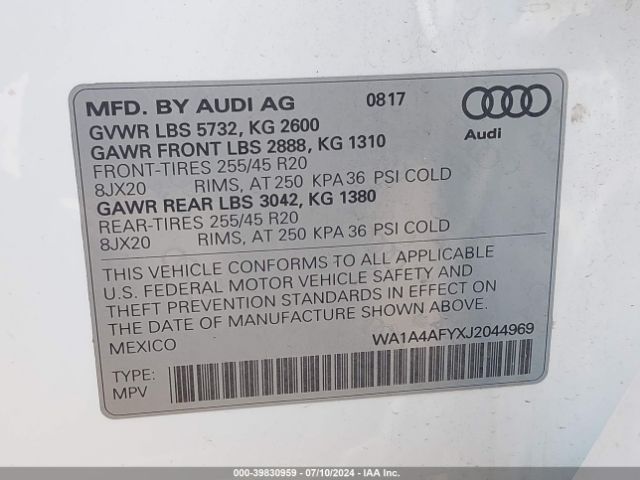 MFD. BY AUDI AG 0817
GVWR LBS 5732, KG 2600
GAWR FRONT LBS 2888, KG 1310
Audi
FRONT-TIRES 255/45 R20
8JX20 RIMS, AT 250 KPA 36 PSI COLD
GAWR REAR LBS 3042, KG 1380
REAR-TIRES 255/45 R20
8JX20 RIMS, AT 250 KPA 36 PSI COLD
THIS VEHICLE CONFORMS TO ALL APPLICABLE
U.S. FEDERAL MOTOR VEHICLE SAFETY AND
THEFT PREVENTION STANDARDS IN EFFECT ON
THE DATE OF MANUFACTURE SHOWN ABOVE.
MEXICO WA1A4AFYXJ2044969
TYPE:
MPV
000-39830959 - 07/10/2024 - IAA Inc.